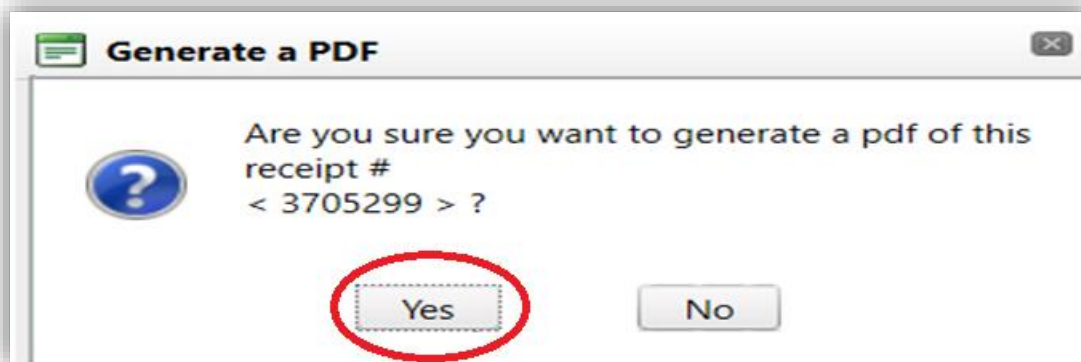 Generate a PDF
Are you sure you want to generate a pdf of this
receipt #
< 3705299 > ?
Yes No